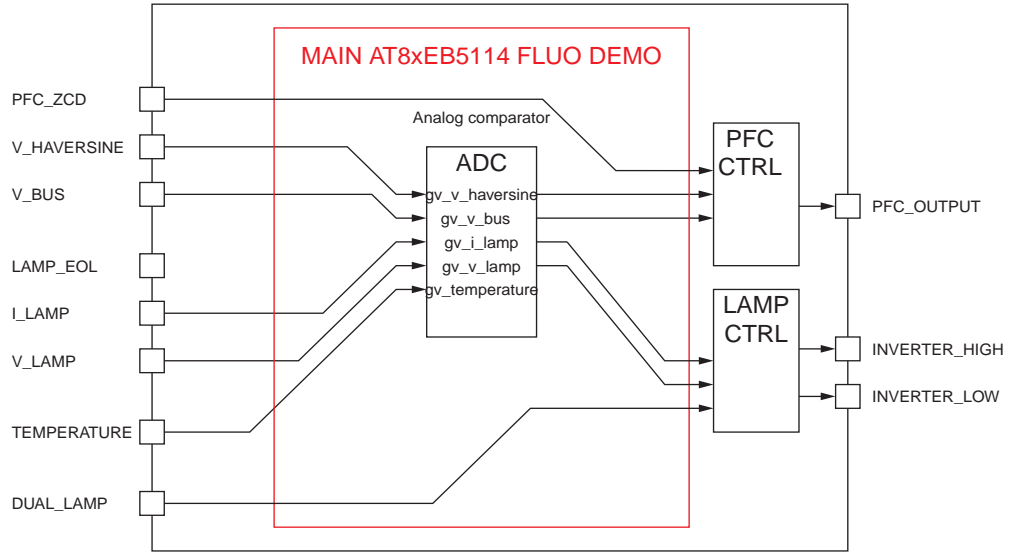 MAIN AT8xEB5114 FLUO DEMO
PFC_ZCD
Analog comparator
V_HAVERSINE
V_BUS
LAMP_EOL
I_LAMP
V_LAMP
TEMPERATURE
DUAL_LAMP
ADC
gv_v_haversine
gv_v_bus
gv_i_lamp
gv_v_lamp
gv_temperature
PFC
CTRL
LAMP
CTRL
PFC_OUTPUT
INVERTER_HIGH
INVERTER_LOW